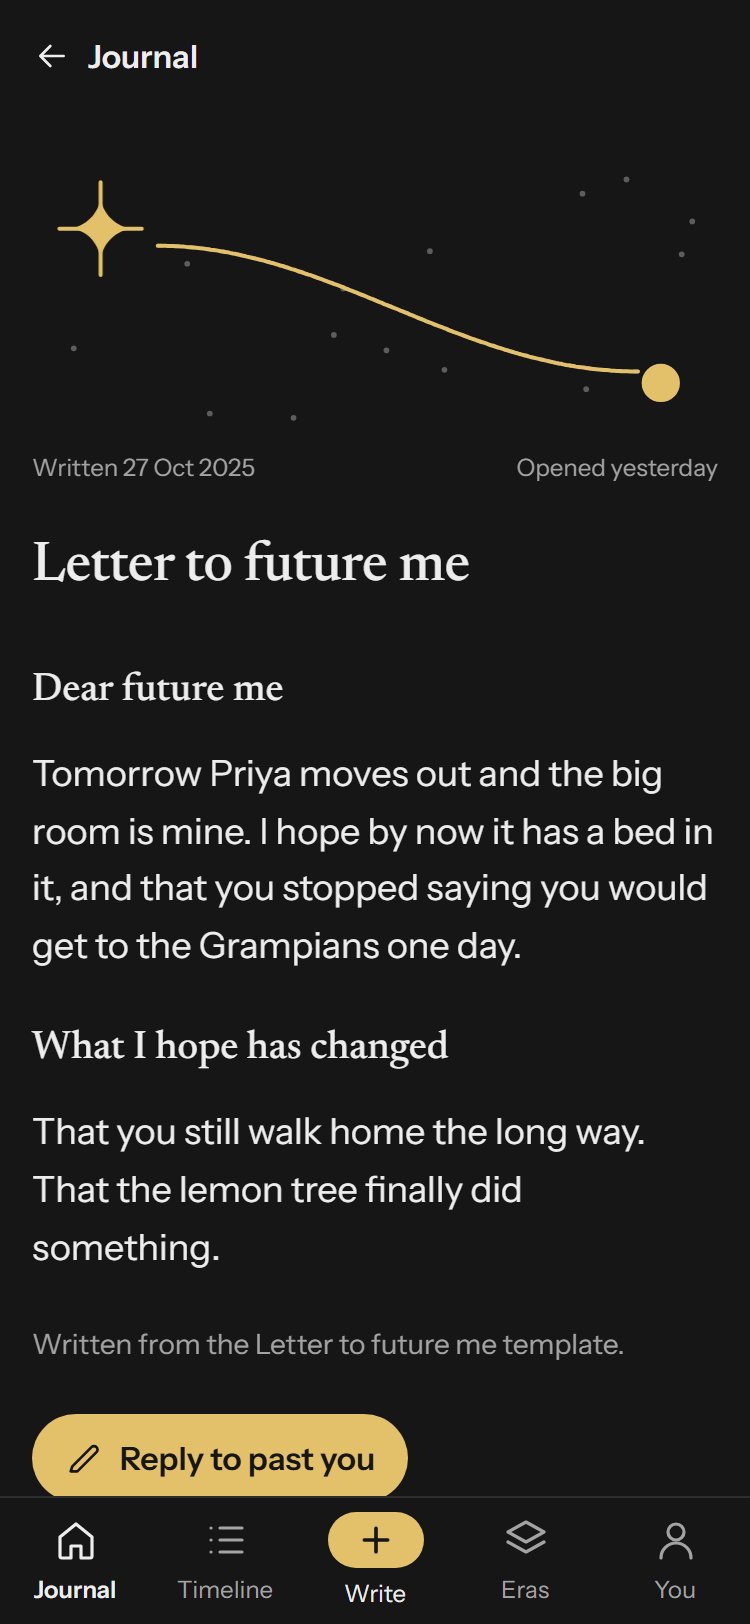 Journal
Written 27 Oct 2025
Opened yesterday
Letter to future me
Dear future me
Tomorrow Priya moves out and the big
room is mine. I hope by now it has a bed in
it, and that you stopped saying you would
get to the Grampians one day.
What I hope has changed
That you still walk home the long way.
That the lemon tree finally did
something.
Written from the Letter to future me template.
Reply to past you
Journal
Timeline
Write
Eras
You